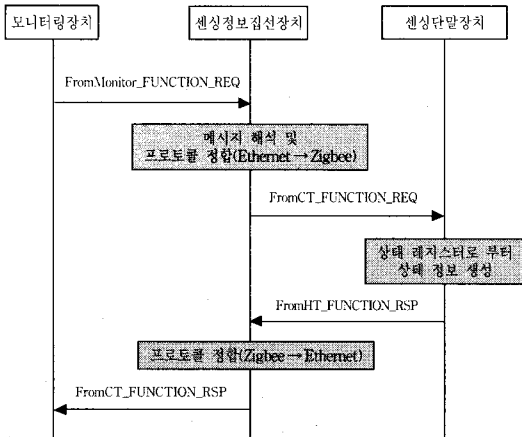 모니터링장치
센싱정보집선장치
센싱단말장치
FromMonitor_FUNCTION_REQ
메시지 해석 및
프로토콜 정합(Ethernet → Zigbee)
FromCT_FUNCTION_REQ
상태 레지스터로 부터
상태 정보 생성
FromHT_FUNCTION_RSP
프로토콜 정합(Zigbee → Ethernet)
FromCT_FUNCTION_RSP